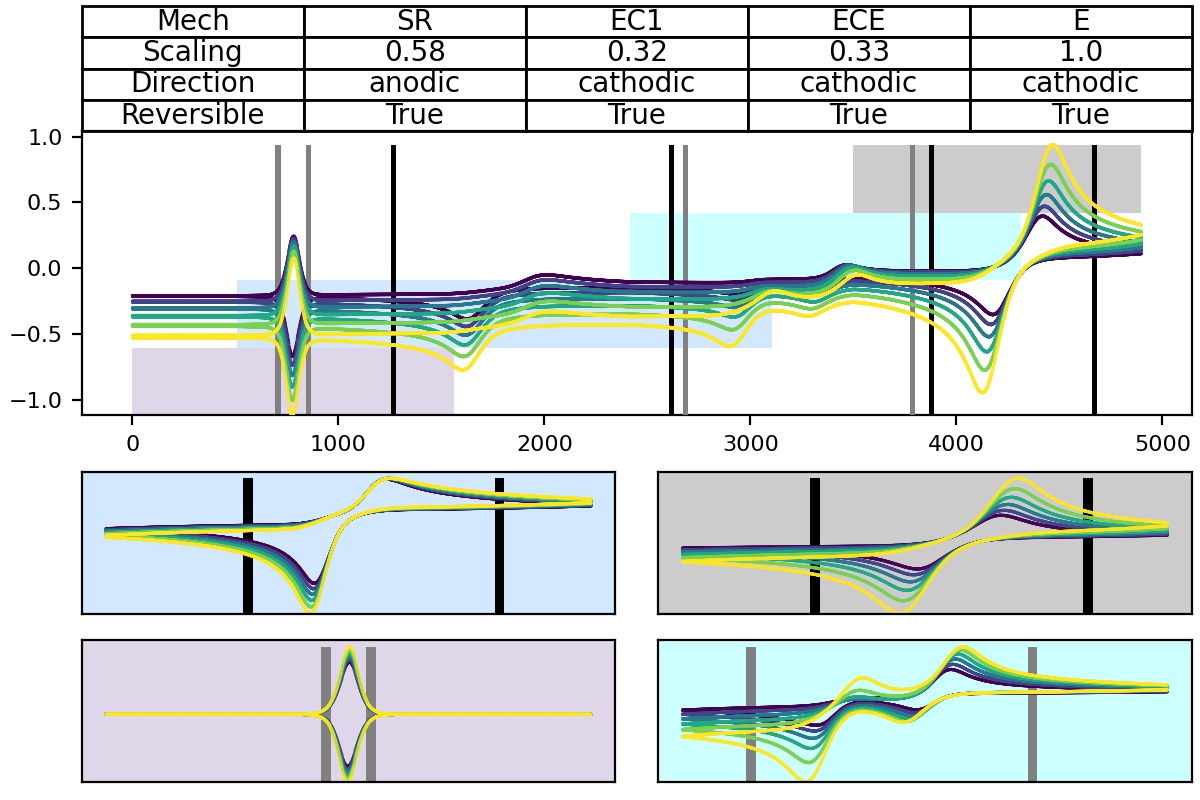 Mech SR EC1 ECE E
Scaling 0.58 0.32 0.33 1.0
Direction anodic cathodic cathodic cathodic
Reversible True True True True
1.0
0.5
0.0
−0.5
−1.0
0 1000 2000 3000 4000 5000